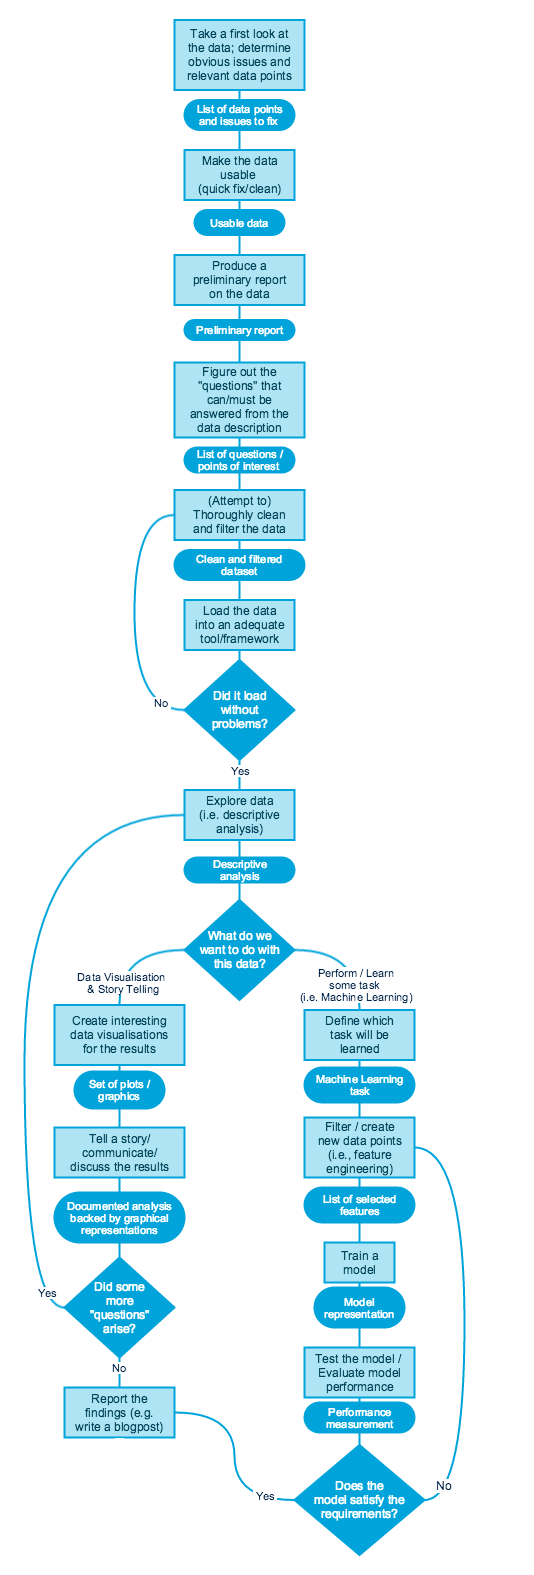 Take a first look at
the data; determine
obvious issues and
relevant data points
List of data points
and issues to fix
Make the data
usable
(quick fix/clean)
Usable data
Produce a
preliminary report
on the data
Preliminary report
Figure out the
"questions" that
can/must be
answered from the
data description
List of questions /
points of interest
(Attempt to)
Thoroughly clean
and filter the data
Clean and filtered
dataset
Load the data
into an adequate
tool/framework
Did it load
without
problems?
No
Yes
Explore data
(i.e. descriptive
analysis)
Descriptive
analysis
What do we
want to do with
this data?
Data Visualisation
& Story Telling
Create interesting
data visualisations
for the results
Set of plots /
graphics
Tell a story/
communicate/
discuss the results
Documented analysis
backed by graphical
representations
Did some
more
"questions"
arise?
Yes
No
Report the
findings (e.g.
write a blogpost)
Perform / Learn
some task
(i.e. Machine Learning)
Define which
task will be
learned
Machine Learning
task
Filter / create
new data points
(i.e., feature
engineering)
List of selected
features
Train a
model
Model
representation
Test the model /
Evaluate model
performance
Performance
measurement
Does the
model satisfy the
requirements?
Yes
No